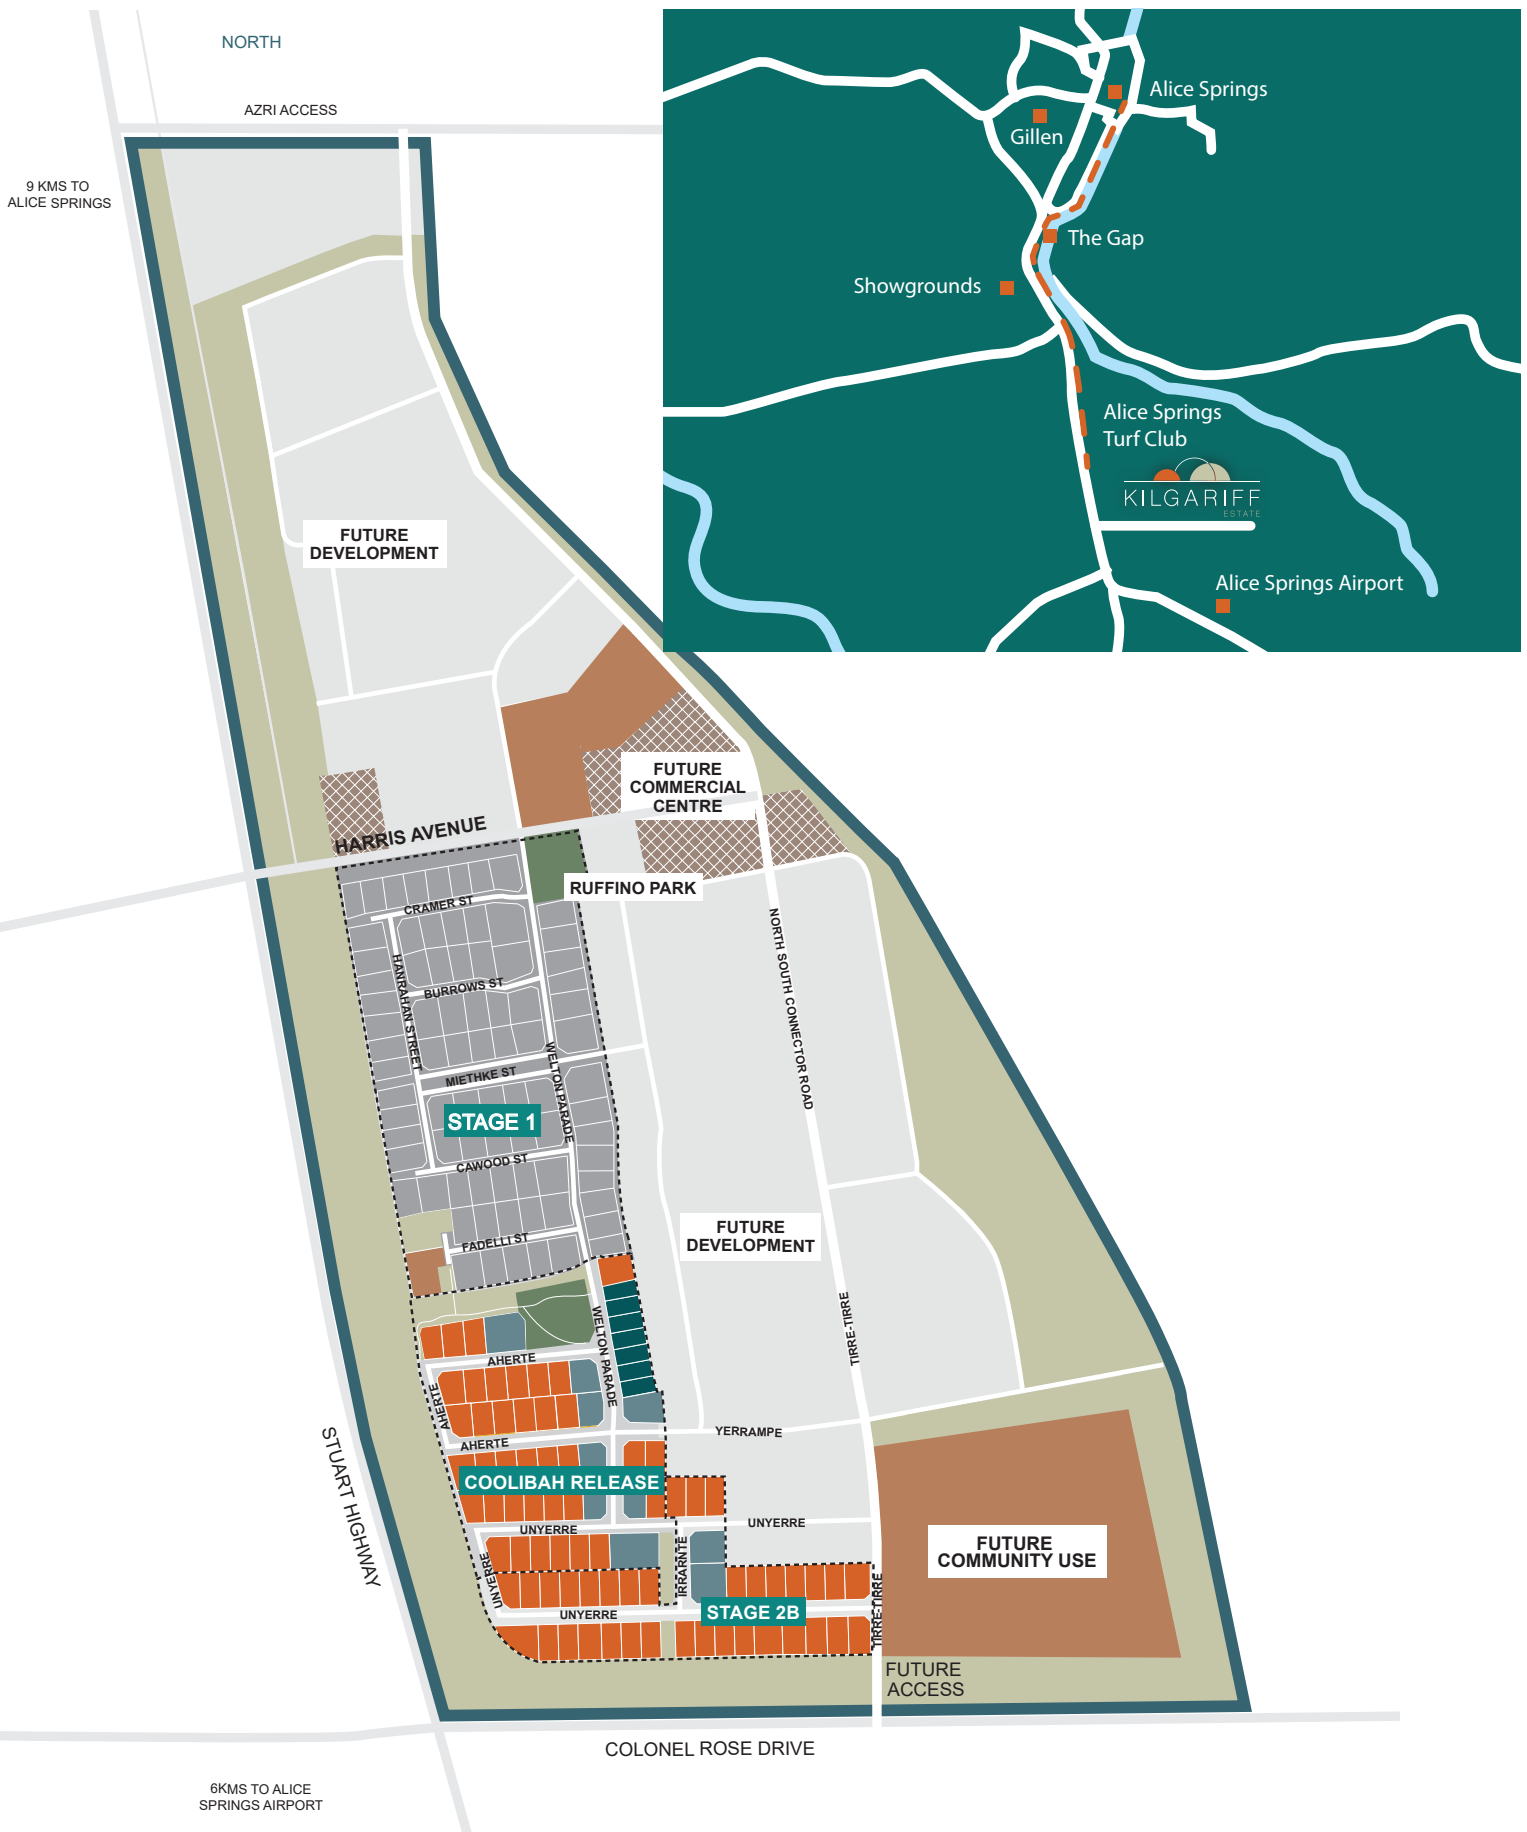 NORTH
AZRI ACCESS
9 KMS TO
ALICE SPRINGS
Alice Springs
Gillen
The Gap
Showgrounds
Alice Springs
Turf Club
KILGARIFF
ESTATE
Alice Springs Airport
FUTURE
DEVELOPMENT
FUTURE
COMMERCIAL
CENTRE
HARRIS AVENUE
RUFFINO PARK
CRAMER ST
HANRAHAN STREET
BURROWS ST
NORTH SOUTH CONNECTOR ROAD
WELTON PARADE
MIETHKE ST
STAGE 1
CAWOOD ST
FADELLI ST
FUTURE
DEVELOPMENT
TIRRE-TIRRE
WELTON PARADE
AHERTE
AHERTE
AHERTE
YERRAMPE
COOLIBAH RELEASE
STUART HIGHWAY
UNYERRE
UNYERRE
UNYERRE
IRRARNTE
FUTURE
COMMUNITY USE
UNYERRE
STAGE 2B
TIRRE-TIRRE
FUTURE
ACCESS
COLONEL ROSE DRIVE
6KMS TO ALICE
SPRINGS AIRPORT